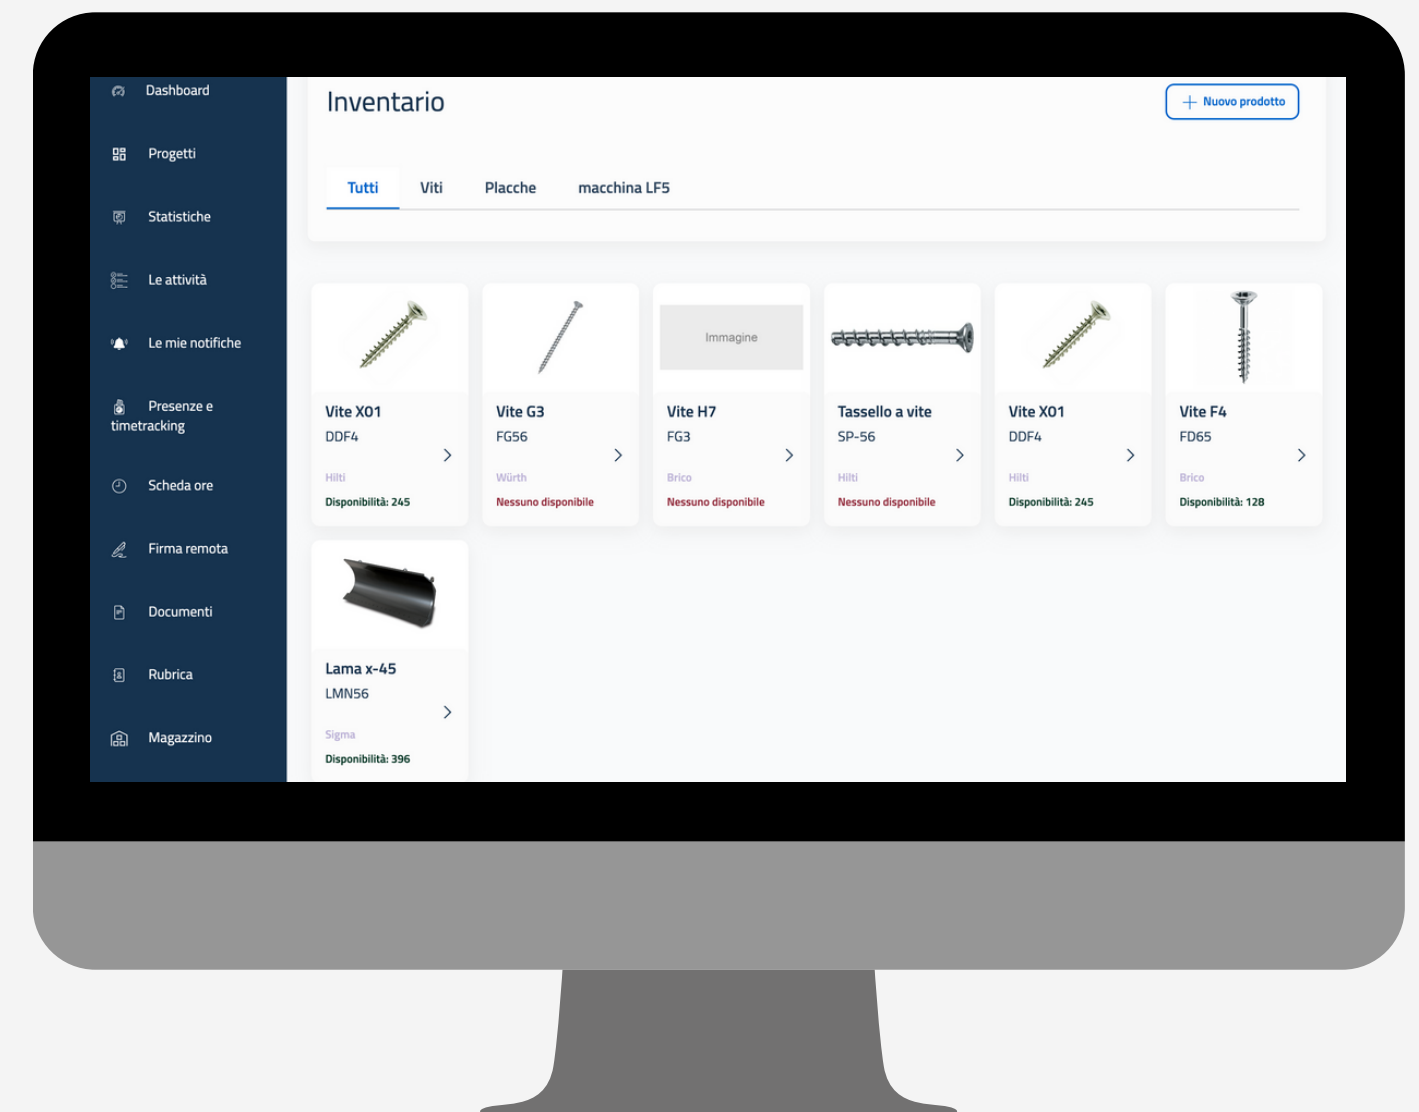 Dashboard
Progetti
Statistiche
Le attività
Le mie notifiche
Presenze e
timetracking
Scheda ore
Firma remota
Documenti
Rubrica
Magazzino
Inventario
Nuovo prodotto
Tutti
Viti
Placche
macchina LF5
Vite X01
DDF4
Hilti
Disponibilità: 245
Vite G3
FG56
Würth
Nessuno disponibile
Immagine
Vite H7
FG3
Brico
Nessuno disponibile
Tassello a vite
SP-56
Hilti
Nessuno disponibile
Vite X01
DDF4
Hilti
Disponibilità: 245
Vite F4
FD65
Brico
Disponibilità: 128
Lama x-45
LMN56
Sigma
Disponibilità: 396